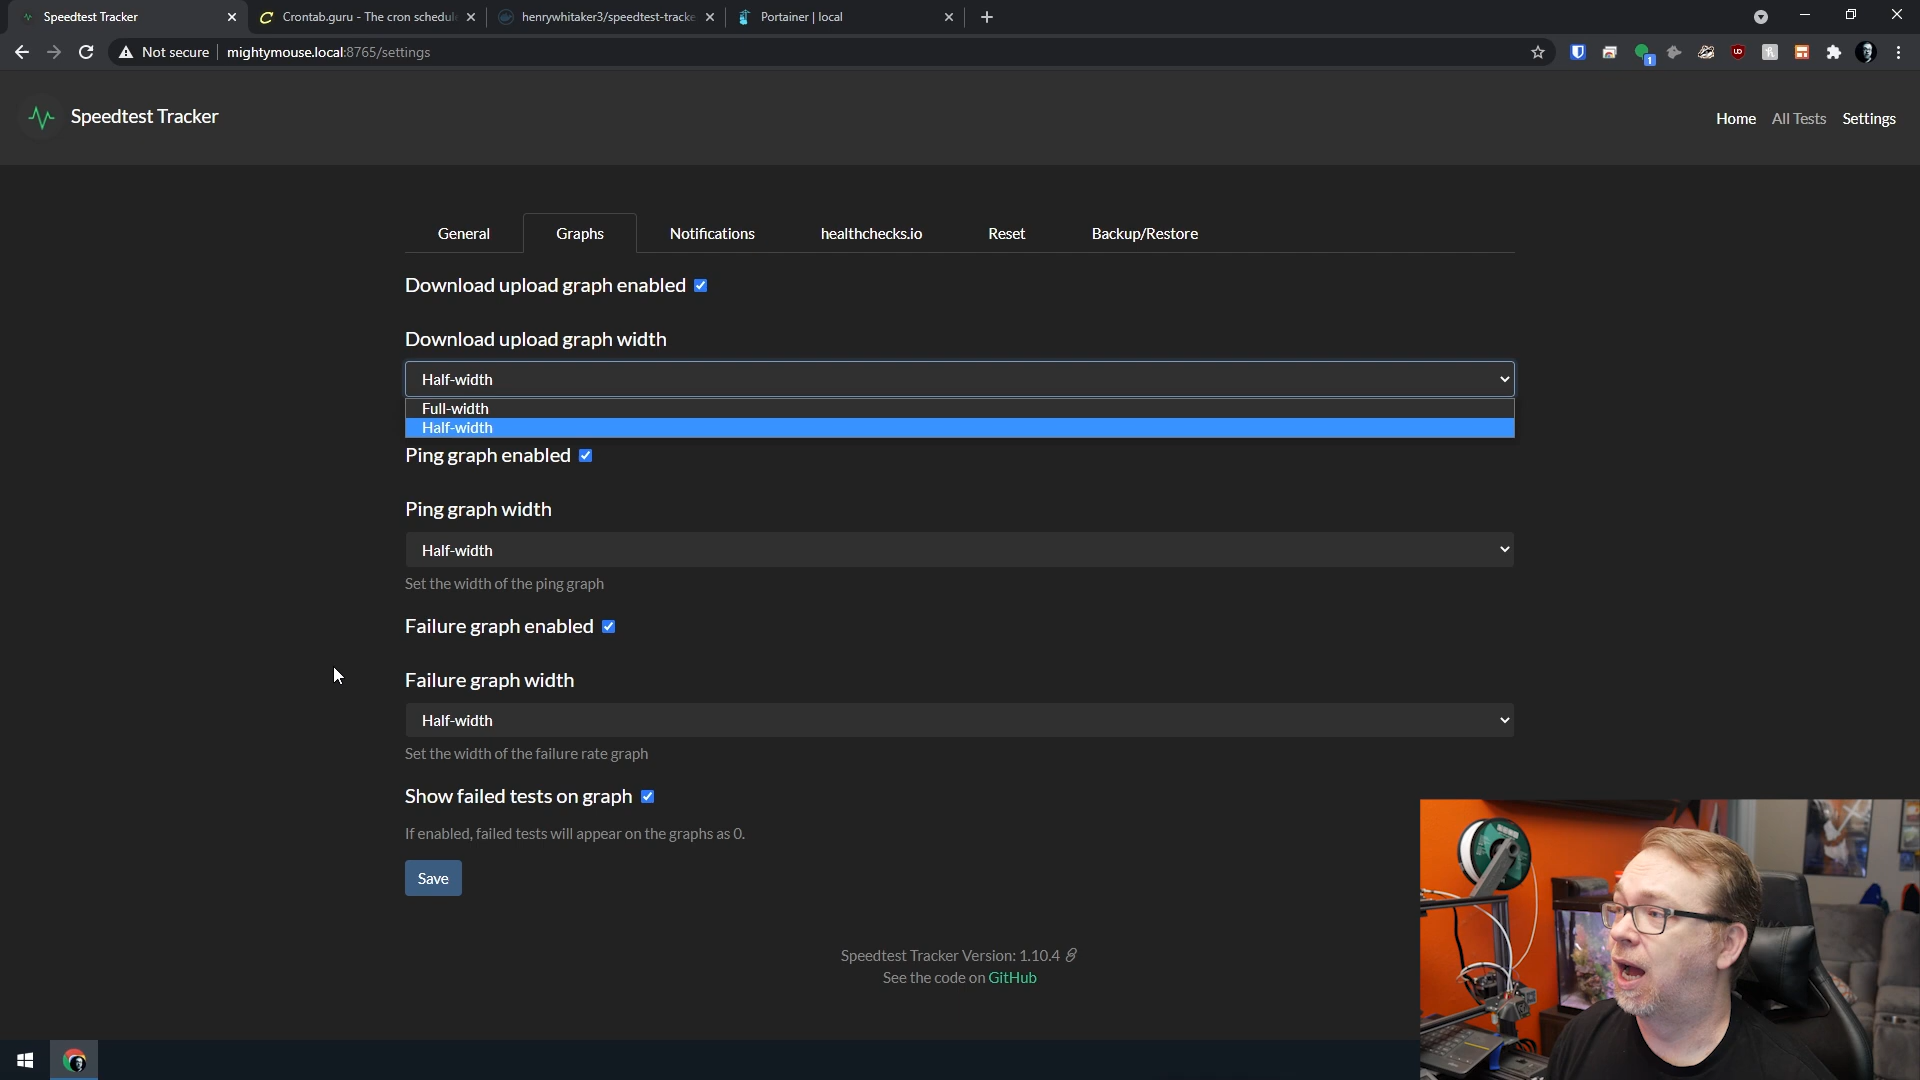 Speedtest Tracker
Crontab.guru - The cron schedule
henrywhitaker3/speedtest-tracke
Portainer | local
Not secure
mightymouse.local:8765/settings
1
Speedtest Tracker
Home
All Tests
Settings
General
Graphs
Notifications
healthchecks.io
Reset
Backup/Restore
Download upload graph enabled
Download upload graph width
Half-width
Full-width
Half-width
Ping graph enabled
Ping graph width
Half-width
Set the width of the ping graph
Failure graph enabled
Failure graph width
Half-width
Set the width of the failure rate graph
Show failed tests on graph
If enabled, failed tests will appear on the graphs as 0.
Save
Speedtest Tracker Version: 1.10.4
See the code on GitHub